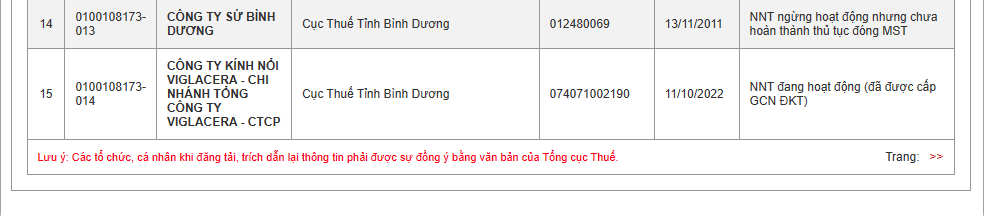 14
0100108173-
013
CÔNG TY SỨ BÌNH
DƯƠNG
Cục Thuế Tỉnh Bình Dương
012480069
13/11/2011
NNT ngừng hoạt động nhưng chưa
hoàn thành thủ tục đóng MST
15
0100108173-
014
CÔNG TY KÍNH NỔI
VIGLACERA - CHI
NHÁNH TỔNG
CÔNG TY
VIGLACERA - CTCP
Cục Thuế Tỉnh Bình Dương
074071002190
11/10/2022
NNT đang hoạt động (đã được cấp
GCN ĐKT)
Lưu ý: Các tổ chức, cá nhân khi đăng tải, trích dẫn lại thông tin phải được sự đồng ý bằng văn bản của Tổng cục Thuế.
Trang: >>